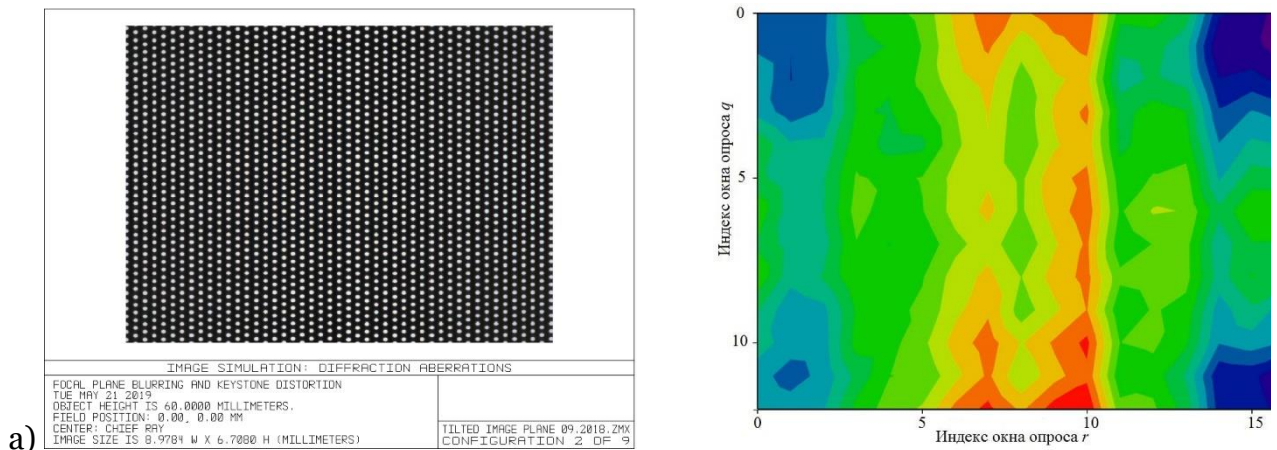 IMAGE SIMULATION: DIFFRACTION ABERRATIONS
FOCAL PLANE BLURRING AND KEYSTONE DISTORTION
TUE MAY 21 2019
OBJECT HEIGHT IS 60.0000 MILLIMETERS.
FIELD POSITION: 0.00, 0.00 MM
CENTER: CHIEF RAY
IMAGE SIZE IS 8.9784 W X 6.7080 H (MILLIMETERS)
TILTED IMAGE PLANE 09.2018.ZMX
CONFIGURATION 2 OF 9
а)
0
5
10
Индекс окна опроса q
0
5
10
15
Индекс окна опроса r